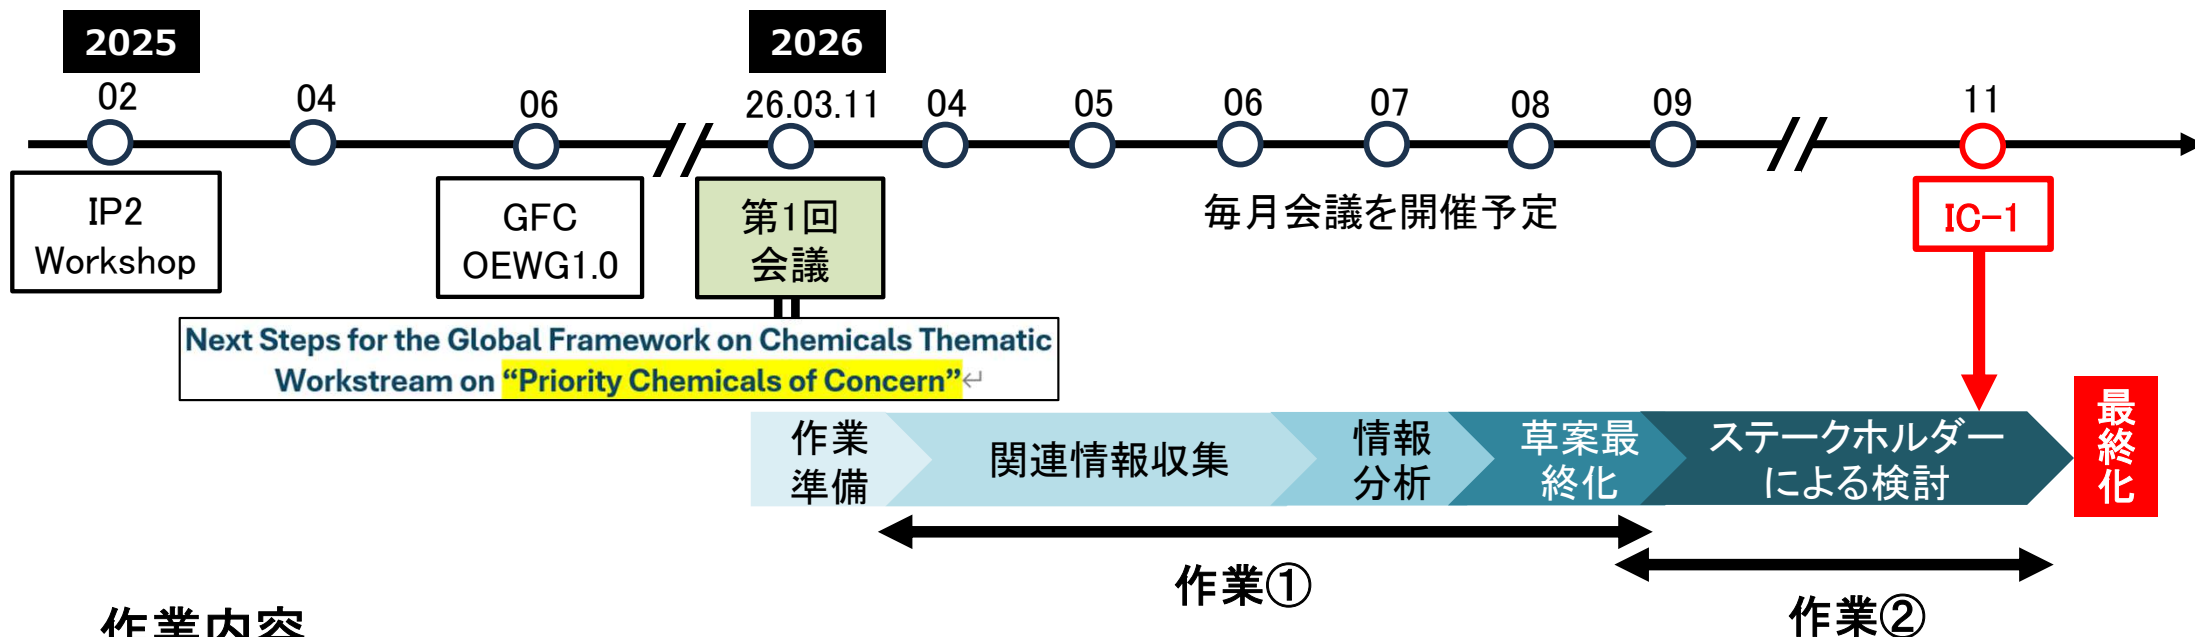 2025
2026
02
04
06
26.03.11
04
05
06
07
08
09
11
IP2
Workshop
GFC
OEWG1.0
第1回
会議
毎月会議を開催予定
IC-1
Next Steps for the Global Framework on Chemicals Thematic
Workstream on “Priority Chemicals of Concern”↵
作業
準備
関連情報収集
情報
分析
草案最
終化
ステークホルダー
による検討
最終化
作業①
作業②
作業内容